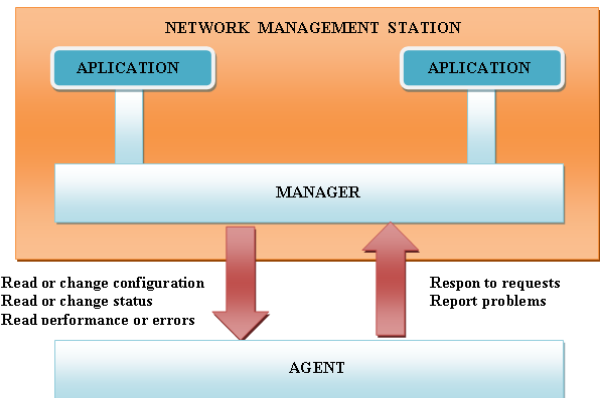 NETWORK MANAGEMENT STATION
APLICATION
APLICATION
MANAGER
Read or change configuration
Read or change status
Read performance or errors
Respon to requests
Report problems
AGENT